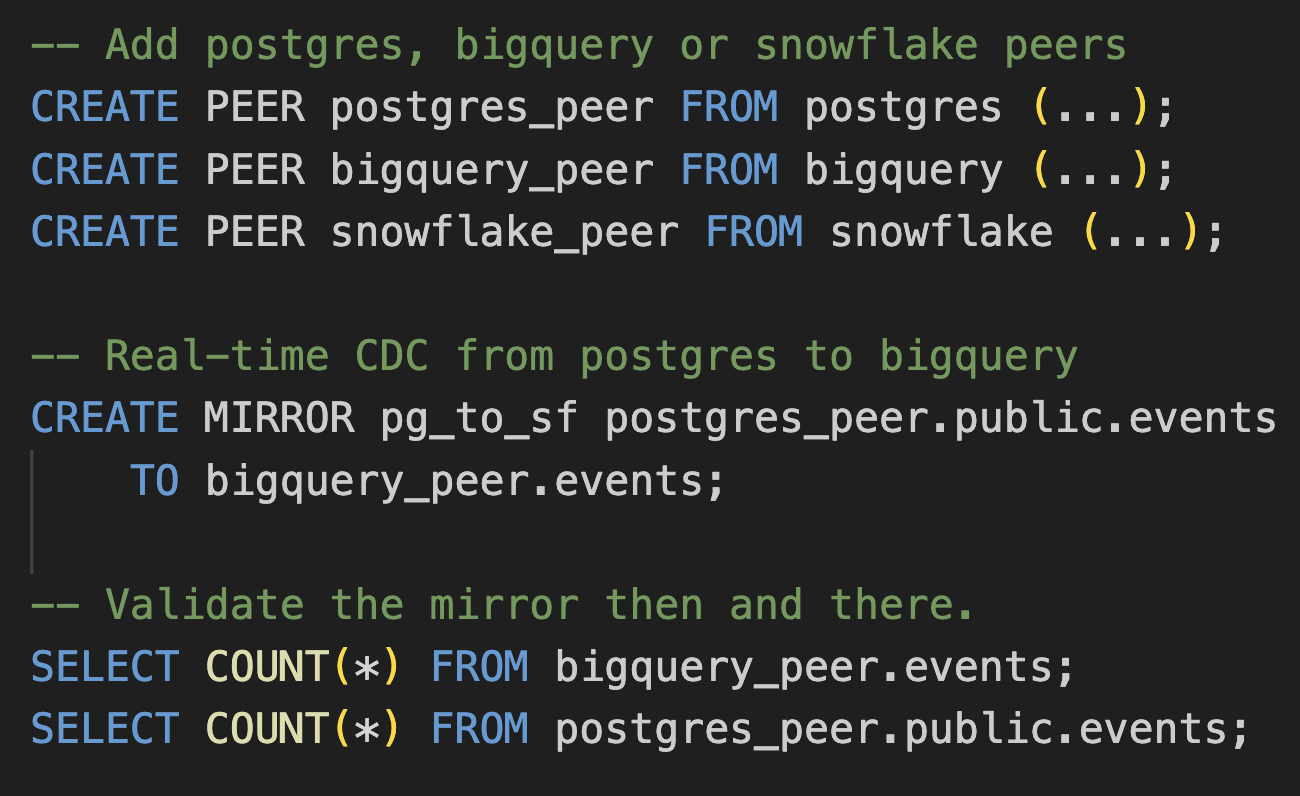 -- Add postgres, bigquery or snowflake peers
CREATE PEER postgres_peer FROM postgres (...);
CREATE PEER bigquery_peer FROM bigquery (...);
CREATE PEER snowflake_peer FROM snowflake (...);
-- Real-time CDC from postgres to bigquery
CREATE MIRROR pg_to_sf postgres_peer.public.events
TO bigquery_peer.events;
-- Validate the mirror then and there.
SELECT COUNT(*) FROM bigquery_peer.events;
SELECT COUNT(*) FROM postgres_peer.public.events;